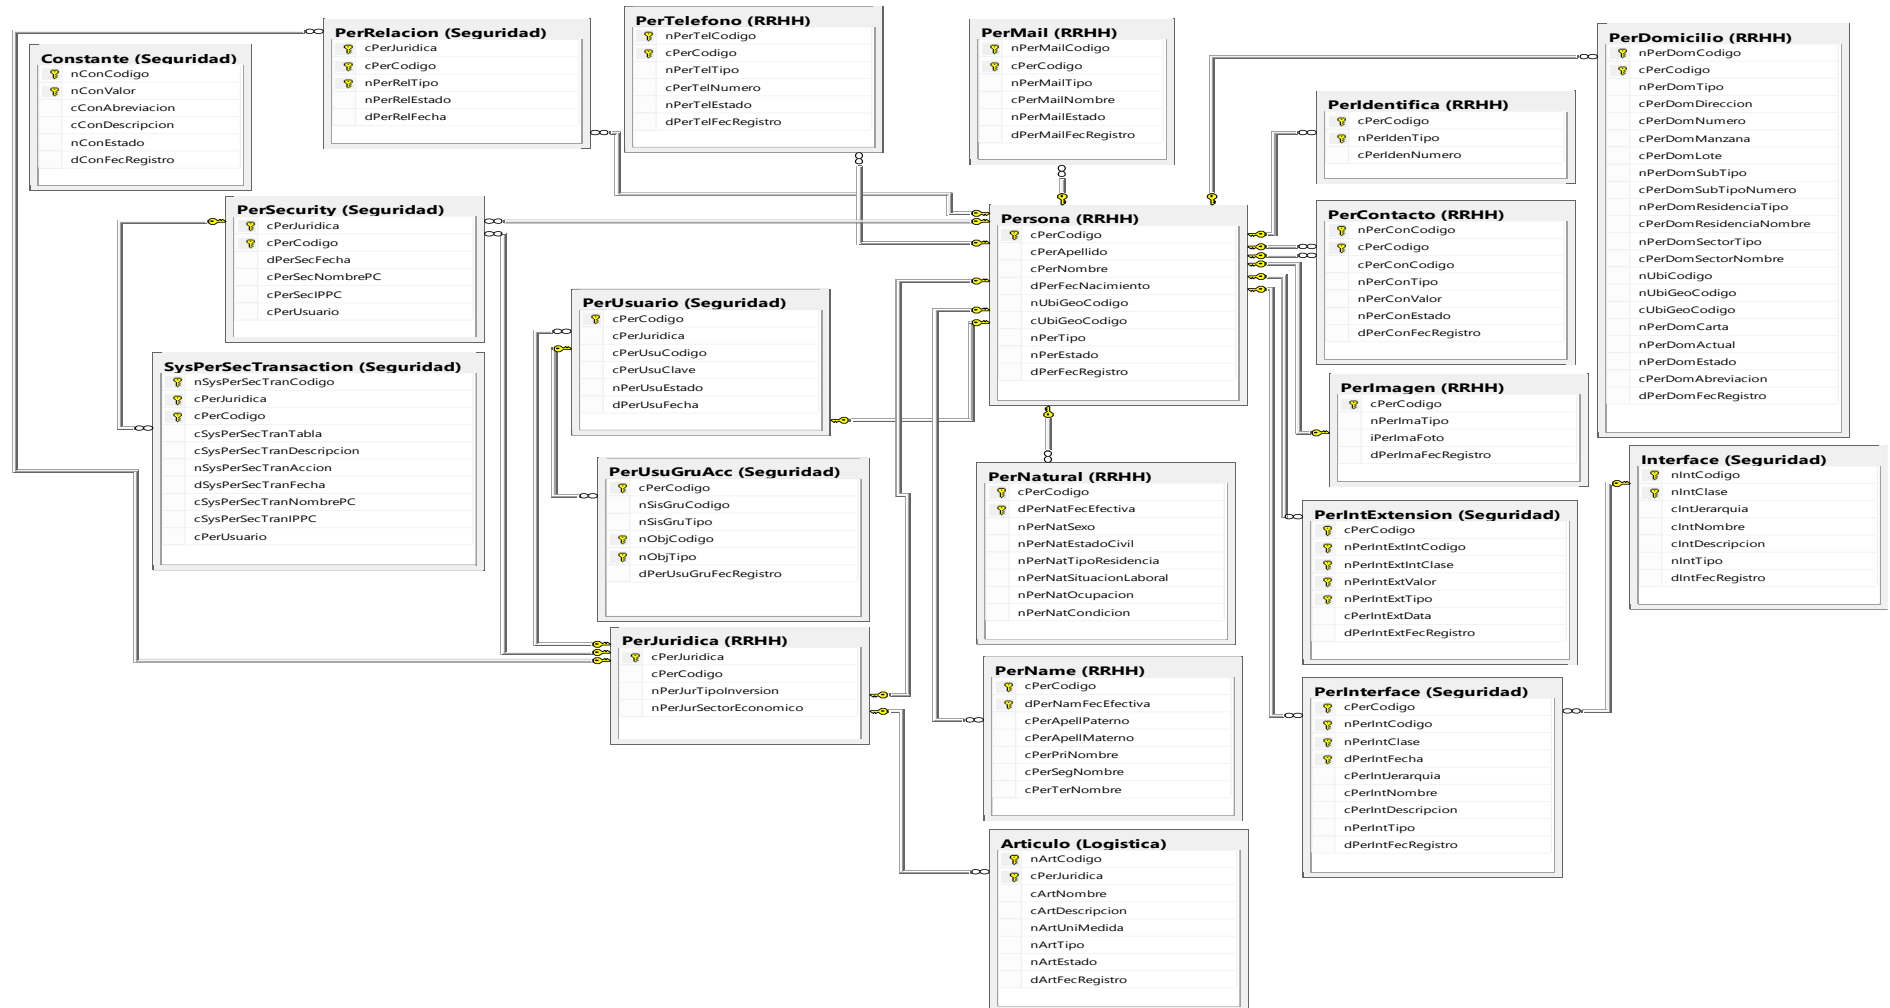 Constante (Seguridad)
nConCodigo
nConValor
cConAbreviacion
cConDescripcion
nConEstado
dConFecRegistro
PerRelacion (Seguridad)
cPerJuridica
cPerCodigo
nPerRelTipo
nPerRelEstado
dPerRelFecha
PerTelefono (RRHH)
nPerTelCodigo
cPerCodigo
nPerTelTipo
cPerTelNumero
nPerTelEstado
dPerTelFecRegistro
PerMail (RRHH)
nPerMailCodigo
cPerCodigo
nPerMailTipo
cPerMailNombre
nPerMailEstado
dPerMailFecRegistro
PerDomicilio (RRHH)
nPerDomCodigo
cPerCodigo
nPerDomTipo
cPerDomDireccion
cPerDomNumero
cPerDomManzana
cPerDomLote
nPerDomSubTipo
cPerDomSubTipoNumero
nPerDomResidenciaTipo
cPerDomResidenciaNombre
nPerDomSectorTipo
cPerDomSectorNombre
nUbiCodigo
nUbiGeoCodigo
cUbiGeoCodigo
nPerDomCarta
nPerDomActual
nPerDomEstado
cPerDomAbreviacion
dPerDomFecRegistro
PerIdentifica (RRHH)
cPerCodigo
nPerIdenTipo
cPerIdenNumero
PerSecurity (Seguridad)
cPerJuridica
cPerCodigo
dPerSecFecha
cPerSecNombrePC
cPerSecIPPC
cPerUsuario
Persona (RRHH)
cPerCodigo
cPerApellido
cPerNombre
dPerFecNacimiento
nUbiGeoCodigo
cUbiGeoCodigo
nPerTipo
nPerEstado
dPerFecRegistro
PerContacto (RRHH)
nPerConCodigo
cPerCodigo
cPerConCodigo
nPerConTipo
nPerConValor
nPerConEstado
dPerConFecRegistro
PerUsuario (Seguridad)
cPerCodigo
cPerJuridica
cPerUsuCodigo
cPerUsuClave
nPerUsuEstado
dPerUsuFecha
SysPerSecTransaction (Seguridad)
nSysPerSecTranCodigo
cPerJuridica
cPerCodigo
cSysPerSecTranTabla
cSysPerSecTranDescripcion
nSysPerSecTranAccion
dSysPerSecTranFecha
cSysPerSecTranNombrePC
cSysPerSecTranIPPC
cPerUsuario
PerImagen (RRHH)
cPerCodigo
nPerImaTipo
iPerImaFoto
dPerImaFecRegistro
PerUsuGruAcc (Seguridad)
cPerCodigo
nSisGruCodigo
nSisGruTipo
nObjCodigo
nObjTipo
dPerUsuGruFecRegistro
PerNatural (RRHH)
cPerCodigo
dPerNatFecEfectiva
nPerNatSexo
nPerNatEstadoCivil
nPerNatTipoResidencia
nPerNatSituacionLaboral
nPerNatOcupacion
nPerNatCondicion
Interface (Seguridad)
nIntCodigo
nIntClase
cIntJerarquia
cIntNombre
cIntDescripcion
nIntTipo
dIntFecRegistro
PerIntExtension (Seguridad)
cPerCodigo
nPerIntExtIntCodigo
nPerIntExtIntClase
nPerIntExtValor
nPerIntExtTipo
cPerIntExtData
dPerIntExtFecRegistro
PerJuridica (RRHH)
cPerJuridica
cPerCodigo
nPerJurTipoInversion
nPerJurSectorEconomico
PerName (RRHH)
cPerCodigo
dPerNamFecEfectiva
cPerApellPaterno
cPerApellMaterno
cPerPriNombre
cPerSegNombre
cPerTerNombre
PerInterface (Seguridad)
cPerCodigo
nPerIntCodigo
nPerIntClase
dPerIntFecha
cPerIntJerarquia
cPerIntNombre
cPerIntDescripcion
nPerIntTipo
dPerIntFecRegistro
Articulo (Logistica)
nArtCodigo
cPerJuridica
cArtNombre
cArtDescripcion
nArtUniMedida
nArtTipo
nArtEstado
dArtFecRegistro